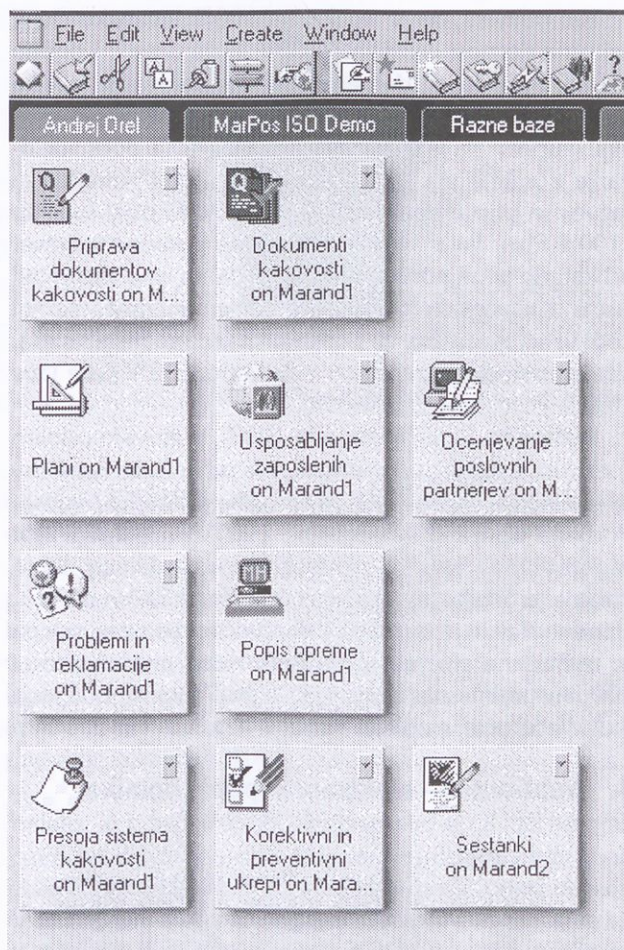 File Edit View Create Window Help
Andrej Orel MarPos ISO Demo Razne baze
Q
Priprava
dokumentov
kakovosti on M...
Q
Dokumenti
kakovosti
on Marand1
Plani on Marand1
Usposabljanje
zaposlenih
on Marand1
Ocenjevanje
poslovnih
partnerjev on M...
Problemi in
reklamacije
on Marand1
Popis opreme
on Marand1
Presoja sistema
kakovosti
on Marand1
Korektivni in
preventivni
ukrepi on Mara...
Sestanki
on Marand2